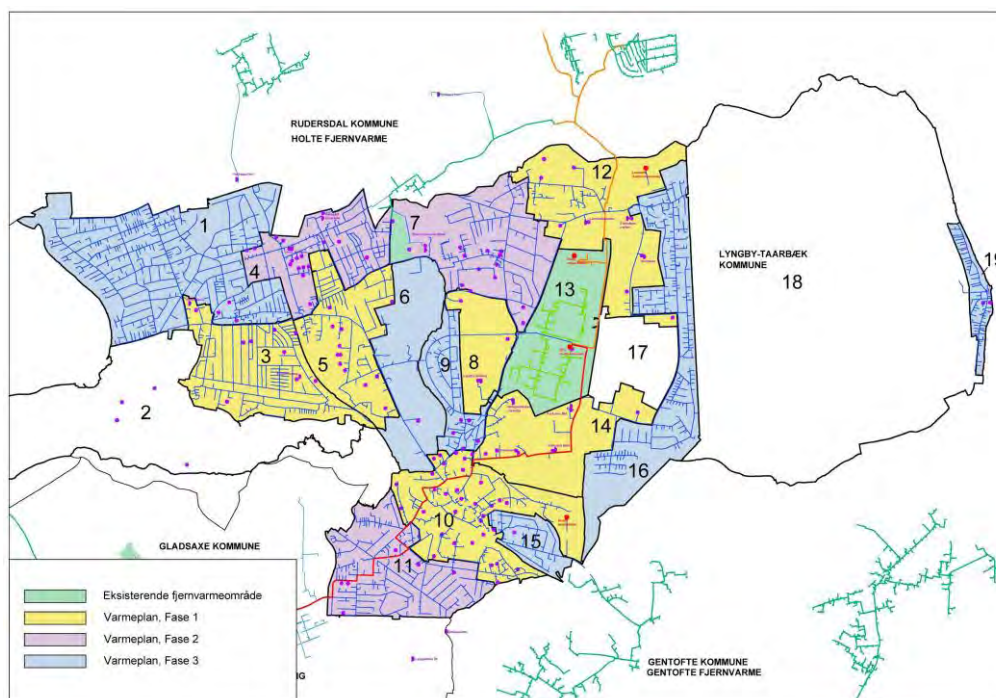 RUDERSDAL KOMMUNE
HOLTE FJERNVARME
12
1
7
4
LYNGBY-TAARBÆK
KOMMUNE
19
18
6
13
17
3
5
9
8
2
14
16
10
15
11
GLADSAXE KOMMUNE
Eksisterende fjernvarmeområde
Varmeplan, Fase 1
Varmeplan, Fase 2
Varmeplan, Fase 3
IG
GENTOFTE KOMMUNE
GENTOFTE FJERNVARME